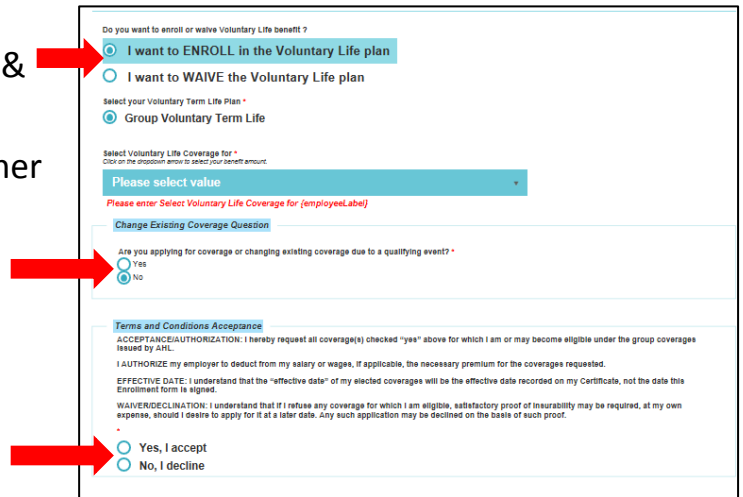 Do you want to enroll or waive Voluntary Life benefit ?
&
I want to ENROLL in the Voluntary Life plan
I want to WAIVE the Voluntary Life plan
Select your Voluntary Term Life Plan *
Group Voluntary Term Life
ner
Select Voluntary Life Coverage for *
Click on the dropdown arrow to select your benefit amount.
Please select value
Please enter Select Voluntary Life Coverage for {employeeLabel}
Change Existing Coverage Question
Are you applying for coverage or changing existing coverage due to a qualifying event? *
Yes
No
Terms and Conditions Acceptance
ACCEPTANCE/AUTHORIZATION: I hereby request all coverage(s) checked "yes" above for which I am or may become eligible under the group coverages
issued by AHL.
I AUTHORIZE my employer to deduct from my salary or wages, if applicable, the necessary premium for the coverages requested.
EFFECTIVE DATE: I understand that the "effective date" of my elected coverages will be the effective date recorded on my Certificate, not the date this
Enrollment form is signed.
WAIVER/DECLINATION: I understand that if I refuse any coverage for which I am eligible, satisfactory proof of insurability may be required, at my own
expense, should I desire to apply for it at a later date. Any such application may be declined on the basis of such proof.
*
Yes, I accept
No, I decline